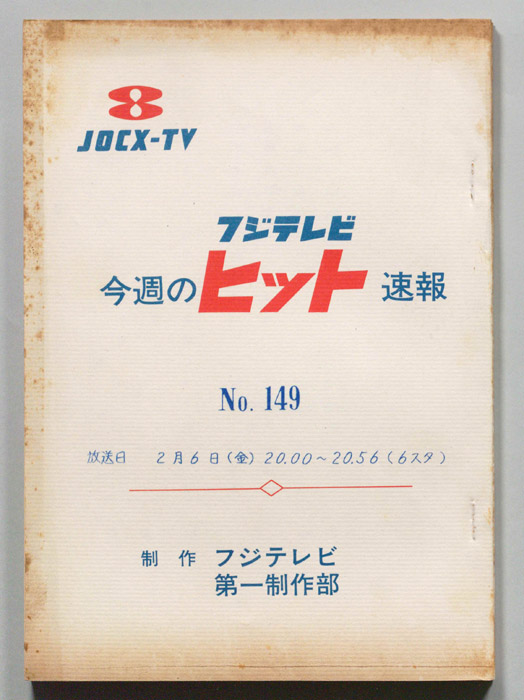 8
JOCX-TV
フジテレビ
今週のヒット速報
No. 149
放送日 2月6日(金)20.00~20.56(6スタ)
制作 フジテレビ
第一制作部